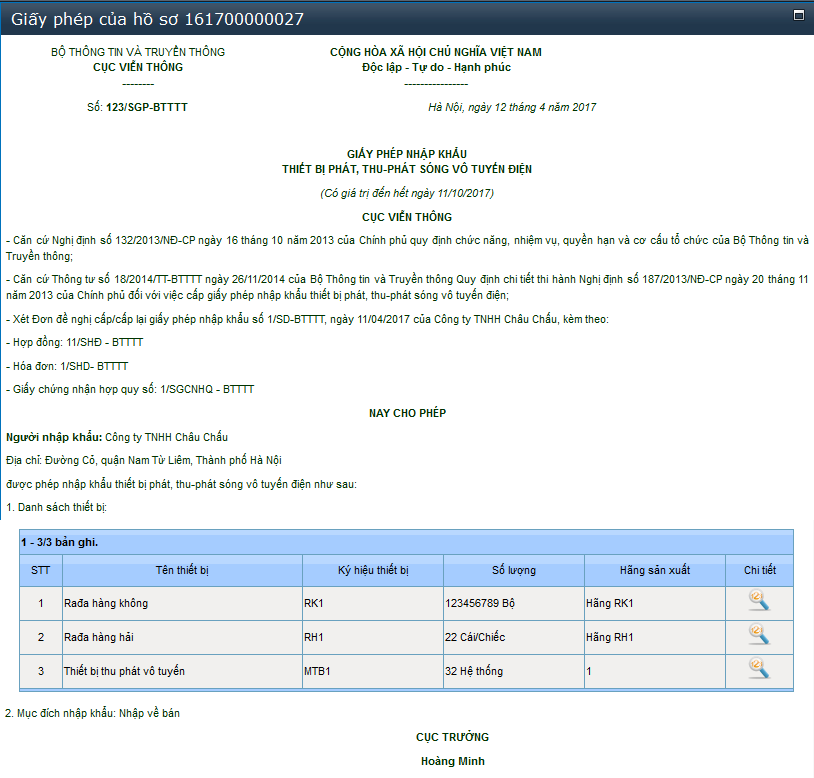 Giấy phép của hồ sơ 161700000027
BỘ THÔNG TIN VÀ TRUYỀN THÔNG
CỤC VIỄN THÔNG
--------
Số: 123/SGP-BTTTT
CỘNG HÒA XÃ HỘI CHỦ NGHĨA VIỆT NAM
Độc lập - Tự do - Hạnh phúc
----------------
Hà Nội, ngày 12 tháng 4 năm 2017
GIẤY PHÉP NHẬP KHẨU
THIẾT BỊ PHÁT, THU-PHÁT SÓNG VÔ TUYẾN ĐIỆN
(Có giá trị đến hết ngày 11/10/2017)
CỤC VIỄN THÔNG
- Căn cứ Nghị định số 132/2013/NĐ-CP ngày 16 tháng 10 năm 2013 của Chính phủ quy định chức năng, nhiệm vụ, quyền hạn và cơ cấu tổ chức của Bộ Thông tin và
Truyền thông;
- Căn cứ Thông tư số 18/2014/TT-BTTTT ngày 26/11/2014 của Bộ Thông tin và Truyền thông Quy định chi tiết thi hành Nghị định số 187/2013/NĐ-CP ngày 20 tháng 11
năm 2013 của Chính phủ đối với việc cấp giấy phép nhập khẩu thiết bị phát, thu-phát sóng vô tuyến điện;
- Xét Đơn đề nghị cấp/cấp lại giấy phép nhập khẩu số 1/SD-BTTTT, ngày 11/04/2017 của Công ty TNHH Châu Chấu, kèm theo:
- Hợp đồng: 11/SHĐ - BTTTT
- Hóa đơn: 1/SHD- BTTTT
- Giấy chứng nhận hợp quy số: 1/SGCNHQ - BTTTT
NAY CHO PHÉP
Người nhập khẩu: Công ty TNHH Châu Chấu
Địa chỉ: Đường Cỏ, quận Nam Từ Liêm, Thành phố Hà Nội
được phép nhập khẩu thiết bị phát, thu-phát sóng vô tuyến điện như sau:
1. Danh sách thiết bị:
1 - 3/3 bản ghi.
STT Tên thiết bị Ký hiệu thiết bị Số lượng Hãng sản xuất Chi tiết
1 Rađa hàng không RK1 123456789 Bộ Hãng RK1
2 Rađa hàng hải RH1 22 Cái/Chiếc Hãng RH1
3 Thiết bị thu phát vô tuyến MTB1 32 Hệ thống 1
2. Mục đích nhập khẩu: Nhập về bán
CỤC TRƯỞNG
Hoàng Minh